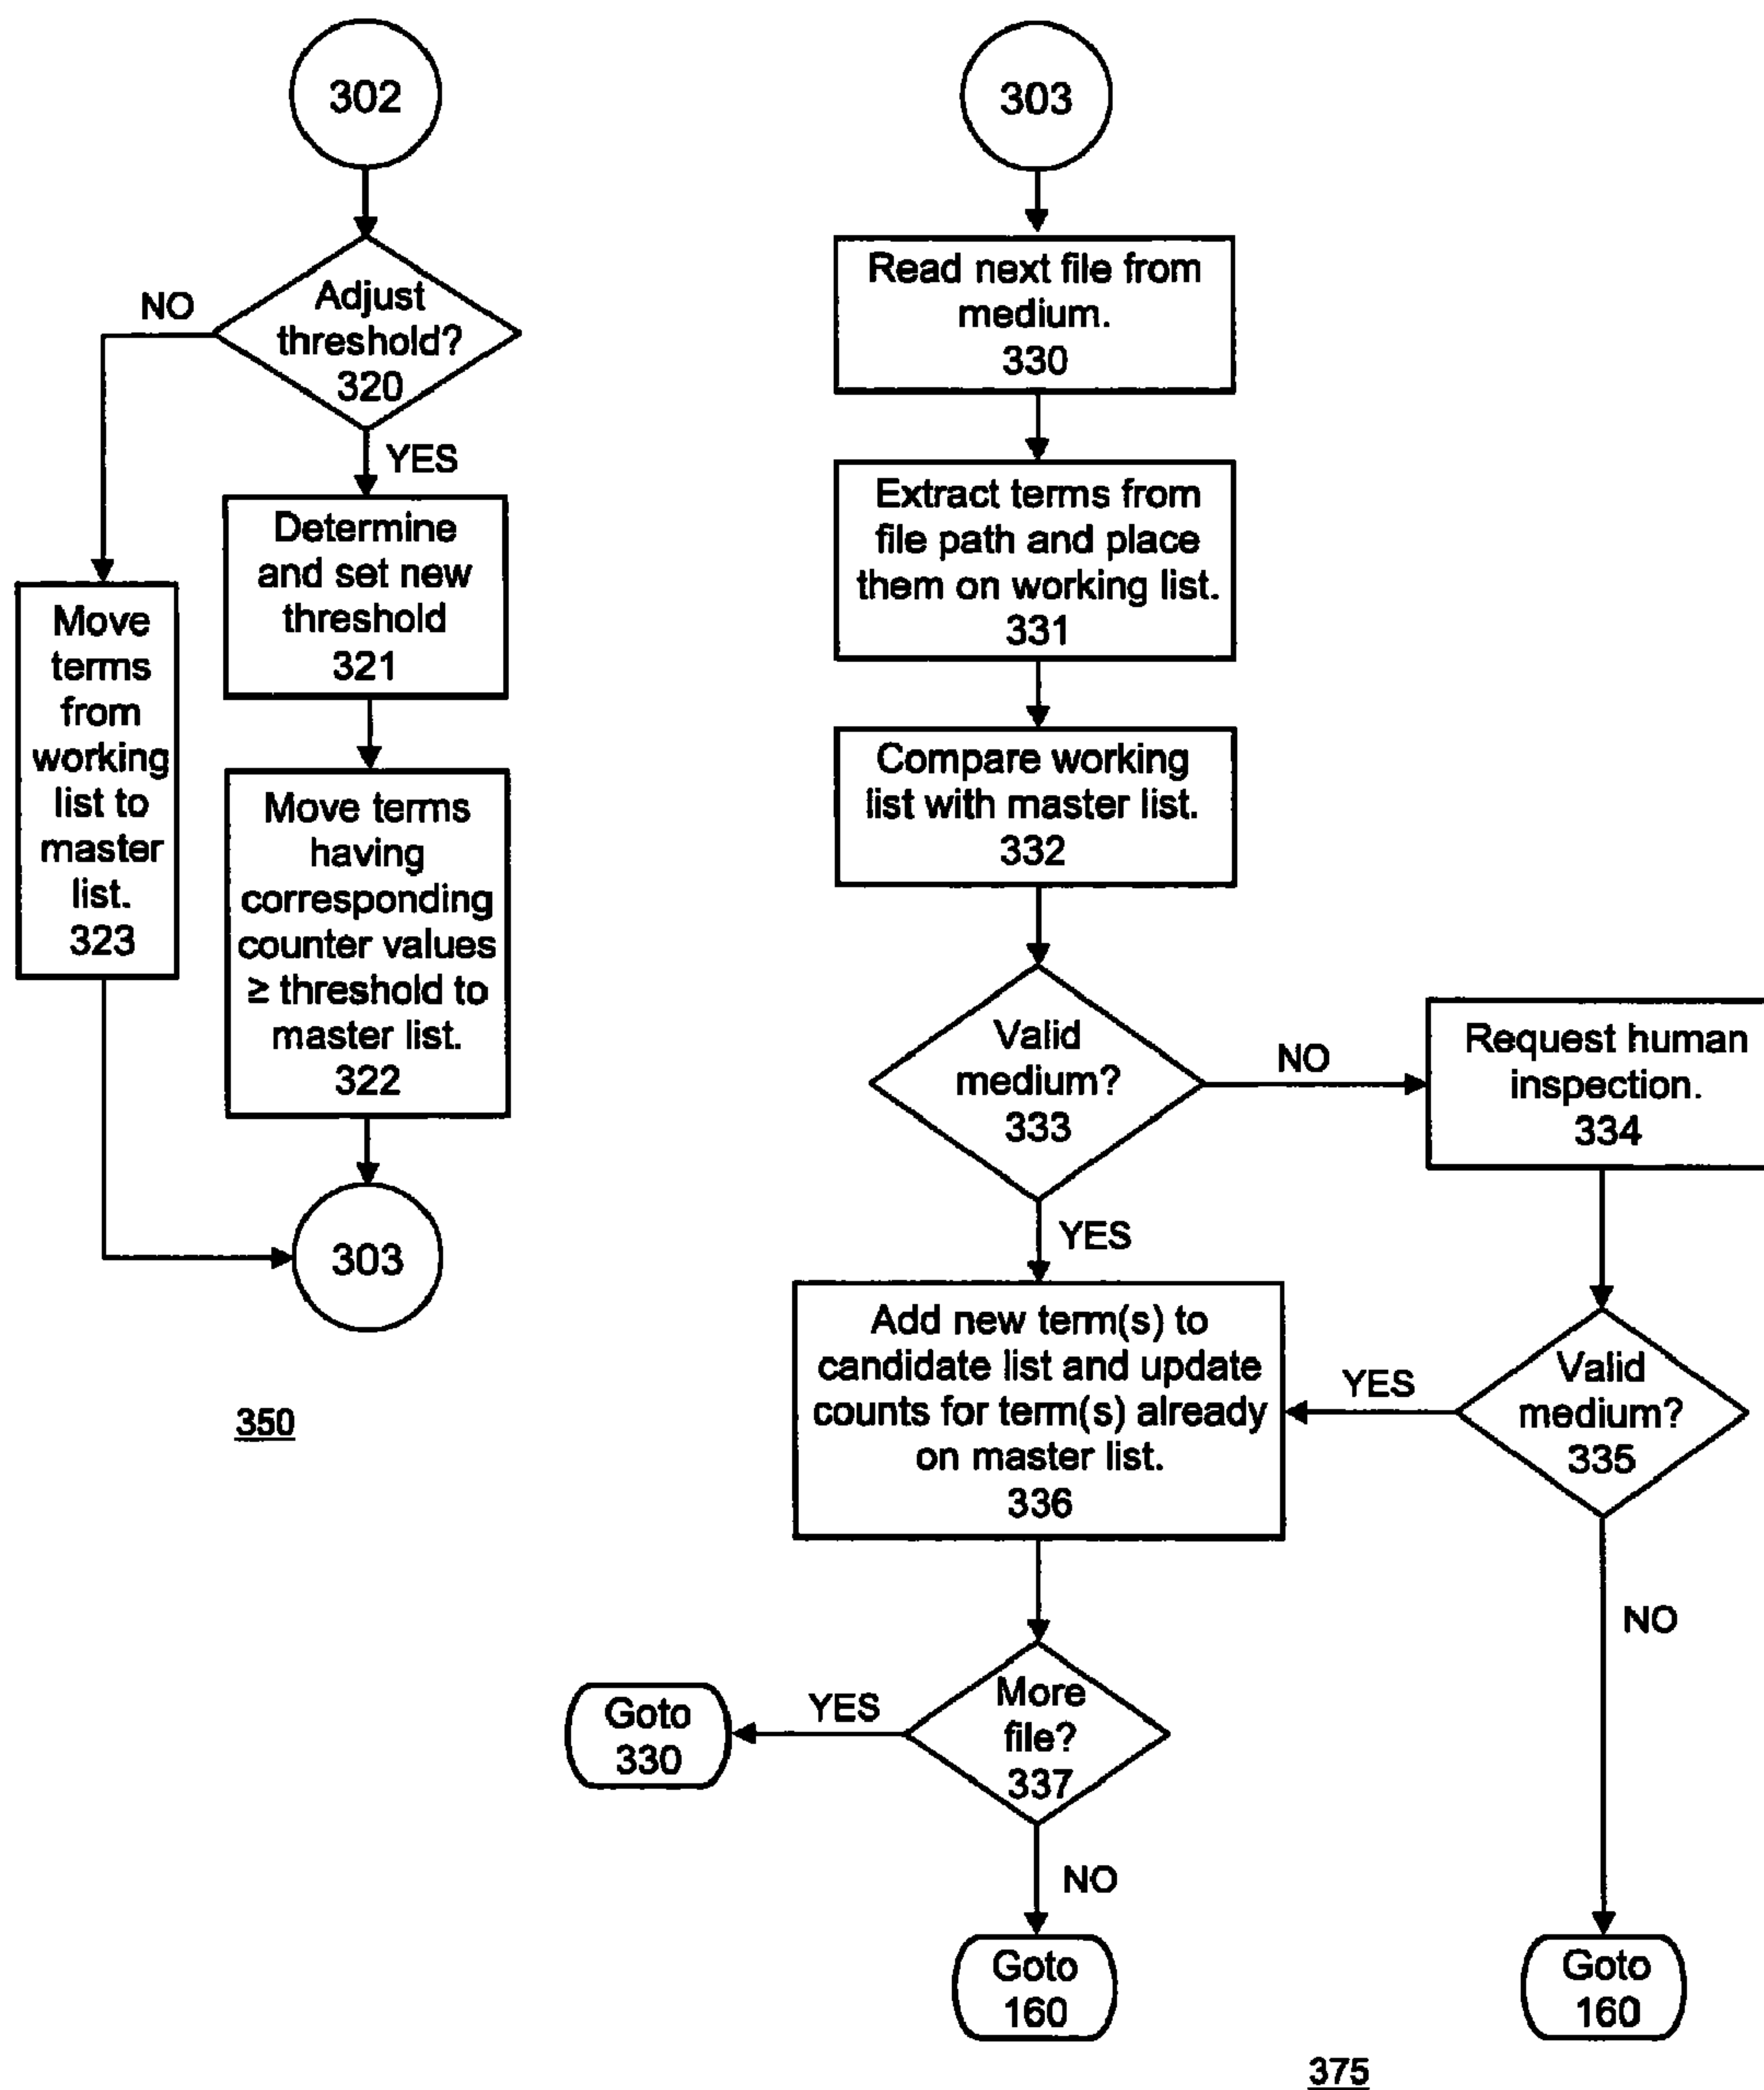 302
Adjust
threshold?
320
NO
YES
Determine
and set new
threshold
321
Move
terms
from
working
list to
master
list.
323
Move terms
having
corresponding
counter values
≥ threshold to
master list.
322
303
350
303
Read next file from
medium.
330
Extract terms from
file path and place
them on working list.
331
Compare working
list with master list.
332
Valid
medium?
333
NO
Request human
inspection.
334
YES
Add new term(s) to
candidate list and update
counts for term(s) already
on master list.
336
YES
Valid
medium?
335
NO
More
file?
337
YES
Goto
330
NO
Goto
160
Goto
160
375